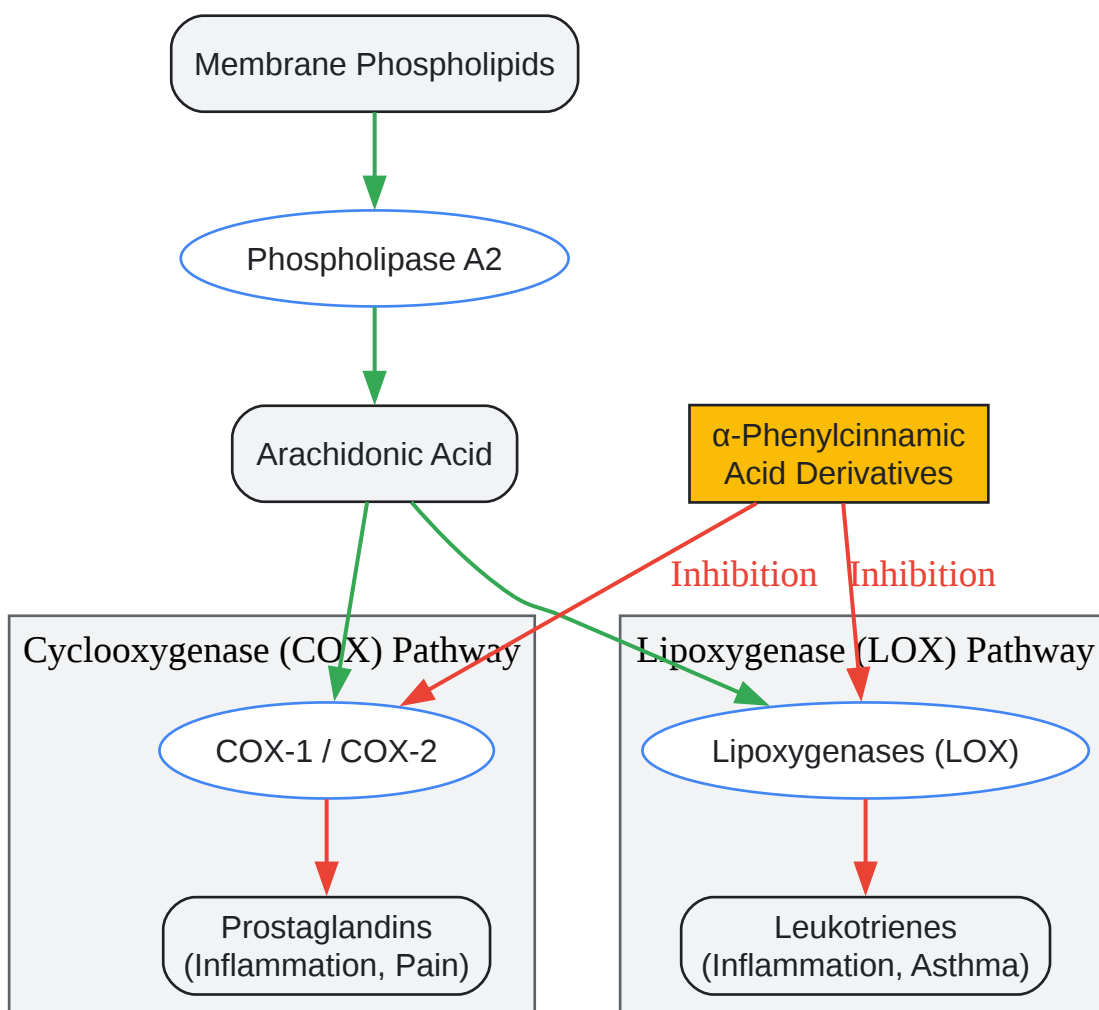 Membrane Phospholipids
Phospholipase A2
Arachidonic Acid
α-Phenylcinnamic
Acid Derivatives
Inhibition
Inhibition
Cyclooxygenase (COX) Pathway
Lipoxygenase (LOX) Pathway
COX-1 / COX-2
Lipoxygenases (LOX)
Prostaglandins
(Inflammation, Pain)
Leukotrienes
(Inflammation, Asthma)